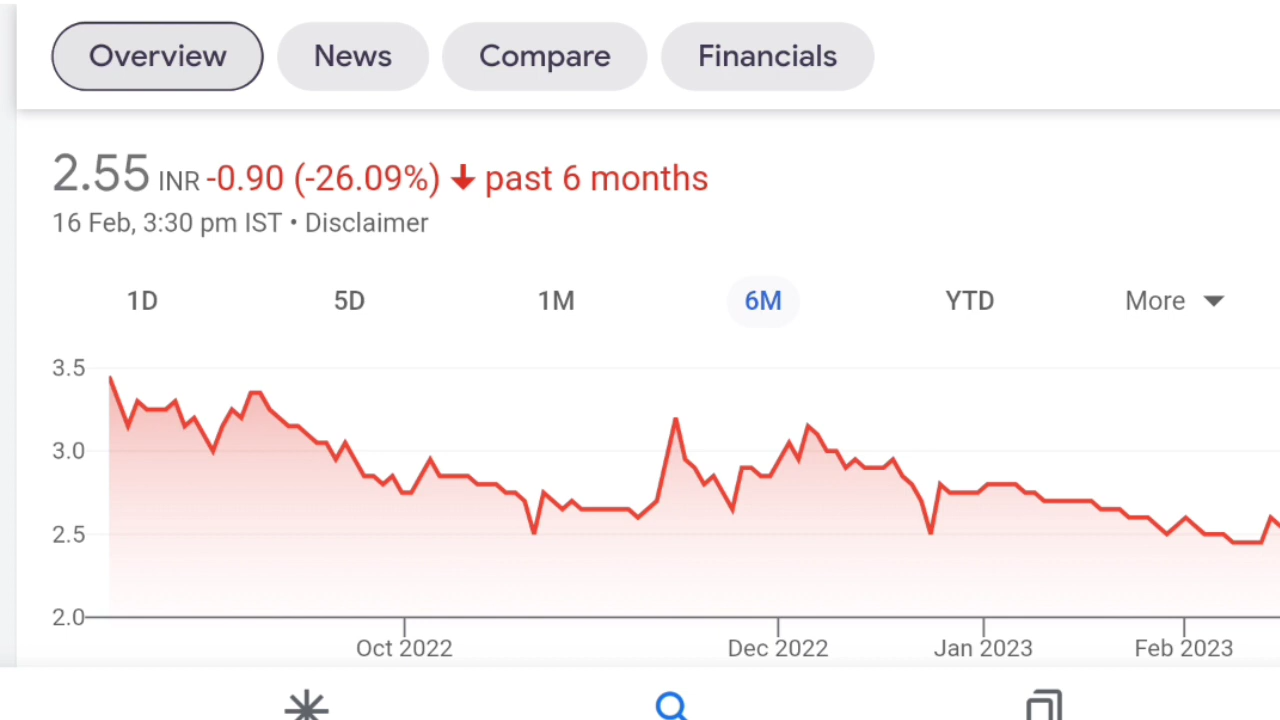 Overview News Compare Financials
2.55 INR -0.90 (-26.09%) ↓ past 6 months
16 Feb, 3:30 pm IST • Disclaimer
1D 5D 1M 6M YTD More
3.5
3.0
2.5
2.0
Oct 2022 Dec 2022 Jan 2023 Feb 2023